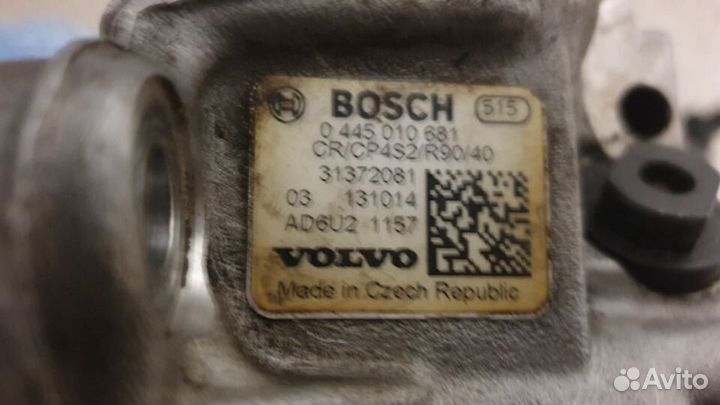 BOSCH 515
0 445 010 681
CR/CP4S2/R90/40
31372081
03 131014
AD6U2 1157
VOLVO
Made in Czech Republic
Avito